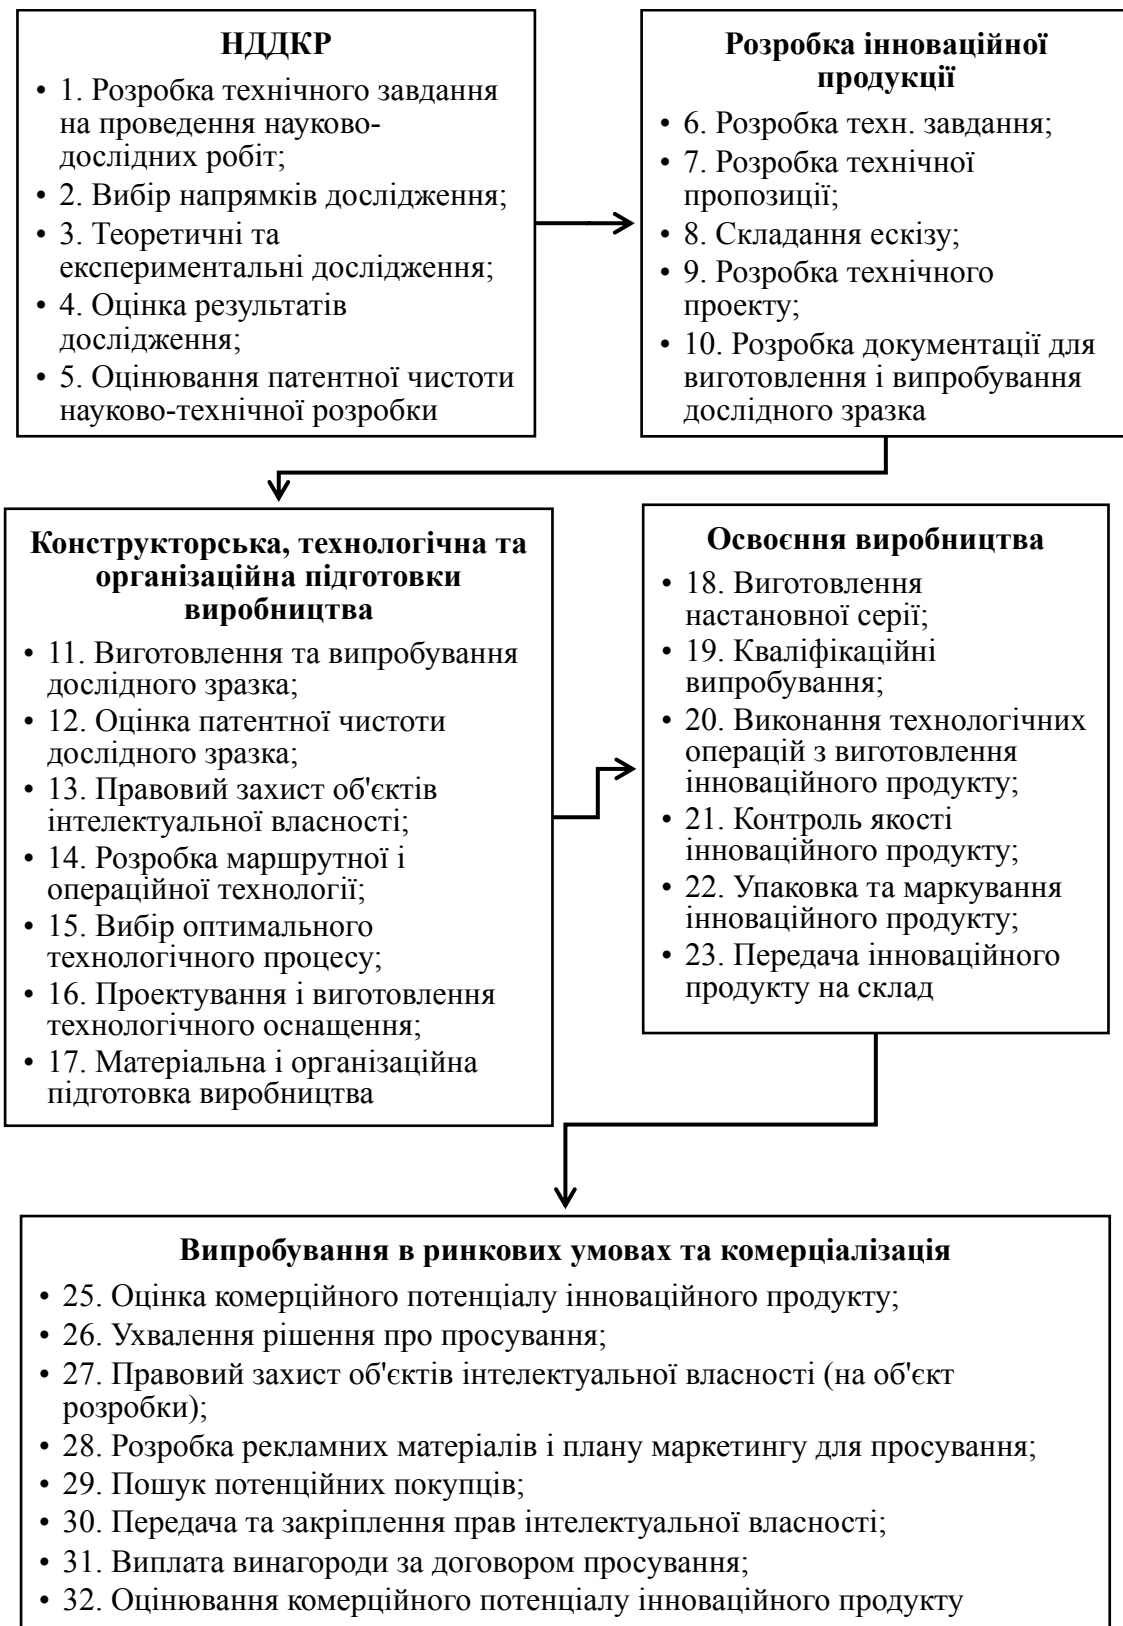 НДДКР
• 1. Розробка технічного завдання
на проведення науково-
дослідних робіт;
• 2. Вибір напрямків дослідження;
• 3. Теоретичні та
експериментальні дослідження;
• 4. Оцінка результатів
дослідження;
• 5. Оцінювання патентної чистоти
науково-технічної розробки
Розробка інноваційної
продукції
• 6. Розробка техн. завдання;
• 7. Розробка технічної
пропозиції;
• 8. Складання ескізу;
• 9. Розробка технічного
проекту;
• 10. Розробка документації для
виготовлення і випробування
дослідного зразка
Конструкторська, технологічна та
організаційна підготовки
виробництва
• 11. Виготовлення та випробування
дослідного зразка;
• 12. Оцінка патентної чистоти
дослідного зразка;
• 13. Правовий захист об'єктів
інтелектуальної власності;
• 14. Розробка маршрутної і
операційної технології;
• 15. Вибір оптимального
технологічного процесу;
• 16. Проектування і виготовлення
технологічного оснащення;
• 17. Матеріальна і організаційна
підготовка виробництва
Освоєння виробництва
• 18. Виготовлення
настановної серії;
• 19. Кваліфікаційні
випробування;
• 20. Виконання технологічних
операцій з виготовлення
інноваційного продукту;
• 21. Контроль якості
інноваційного продукту;
• 22. Упаковка та маркування
інноваційного продукту;
• 23. Передача інноваційного
продукту на склад
Випробування в ринкових умовах та комерціалізація
• 25. Оцінка комерційного потенціалу інноваційного продукту;
• 26. Ухвалення рішення про просування;
• 27. Правовий захист об'єктів інтелектуальної власності (на об'єкт
розробки);
• 28. Розробка рекламних матеріалів і плану маркетингу для просування;
• 29. Пошук потенційних покупців;
• 30. Передача та закріплення прав інтелектуальної власності;
• 31. Виплата винагороди за договором просування;
• 32. Оцінювання комерційного потенціалу інноваційного продукту